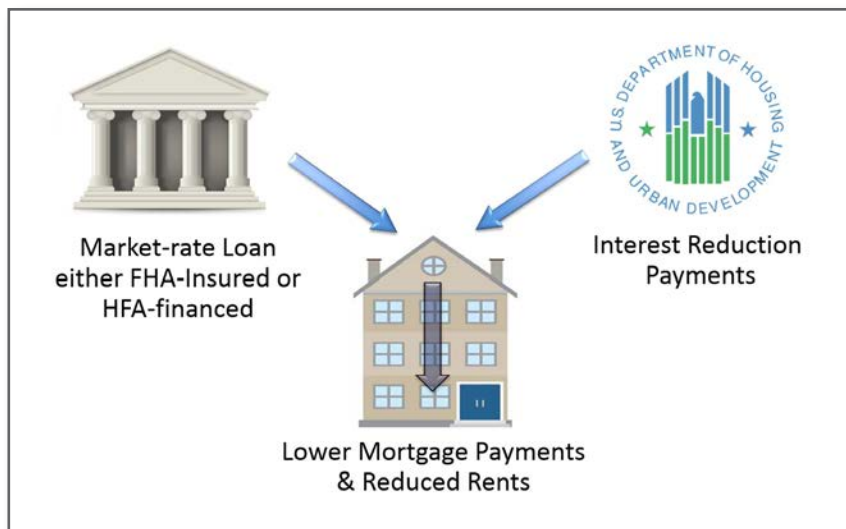 U.S. DEPARTMENT OF HOUSING
AND URBAN DEVELOPMENT
Market-rate Loan
either FHA-Insured or
HFA-financed
Interest Reduction
Payments
Lower Mortgage Payments
& Reduced Rents